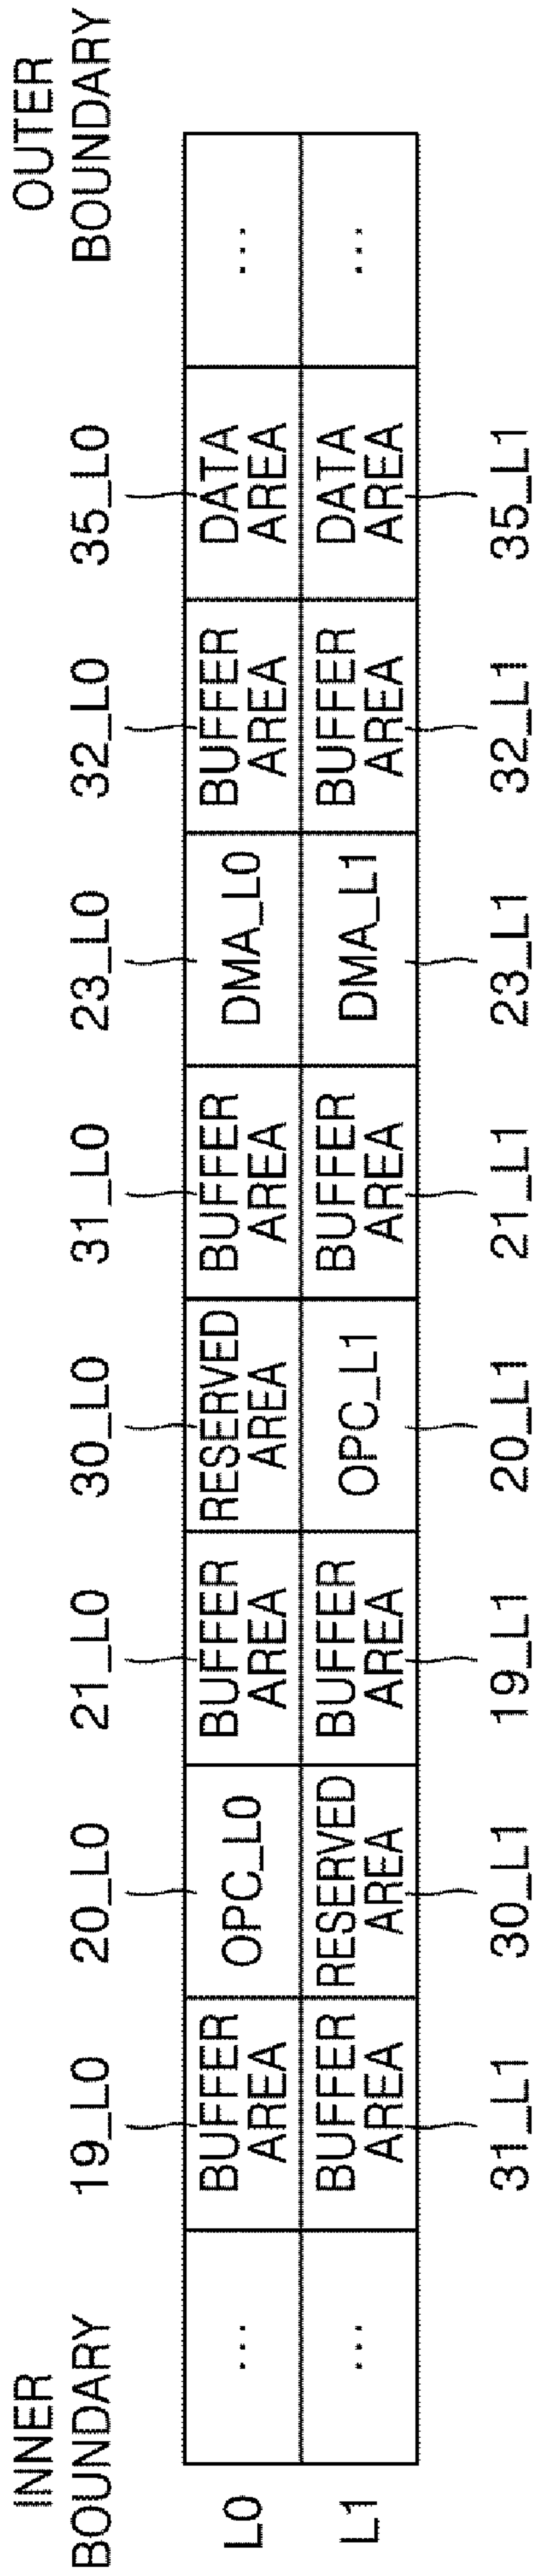 INNER
BOUNDARY
OUTER
BOUNDARY
19_L0
20_L0
21_L0
30_L0
31_L0
23_L0
32_L0
35_L0
L0
...
BUFFER
AREA
OPC_L0
BUFFER
AREA
RESERVED
AREA
BUFFER
AREA
DMA_L0
BUFFER
AREA
DATA
AREA
...
L1
...
BUFFER
AREA
RESERVED
AREA
BUFFER
AREA
OPC_L1
BUFFER
AREA
DMA_L1
BUFFER
AREA
DATA
AREA
...
31_L1
30_L1
19_L1
20_L1
21_L1
23_L1
32_L1
35_L1